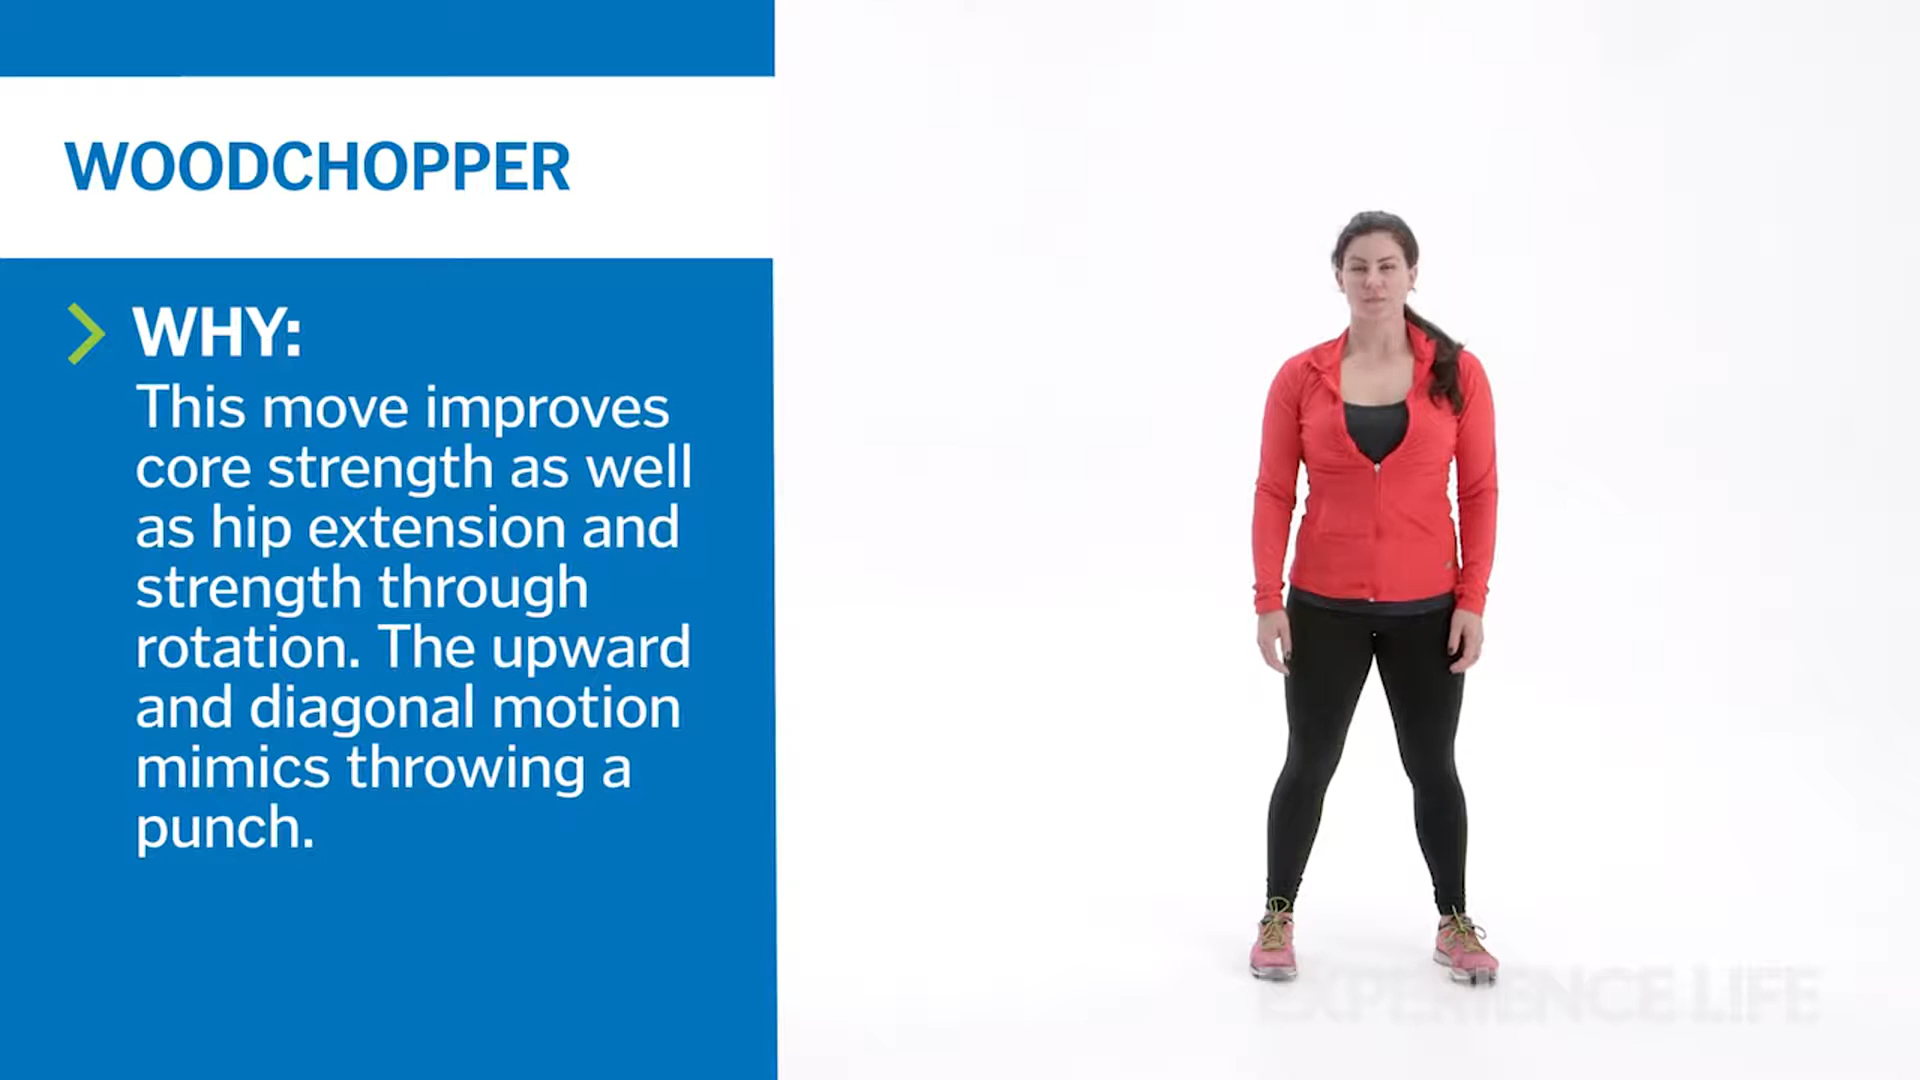 WOODCHOPPER
WHY:
This move improves
core strength as well
as hip extension and
strength through
rotation. The upward
and diagonal motion
mimics throwing a
punch.
EXPERIENCE LIFE